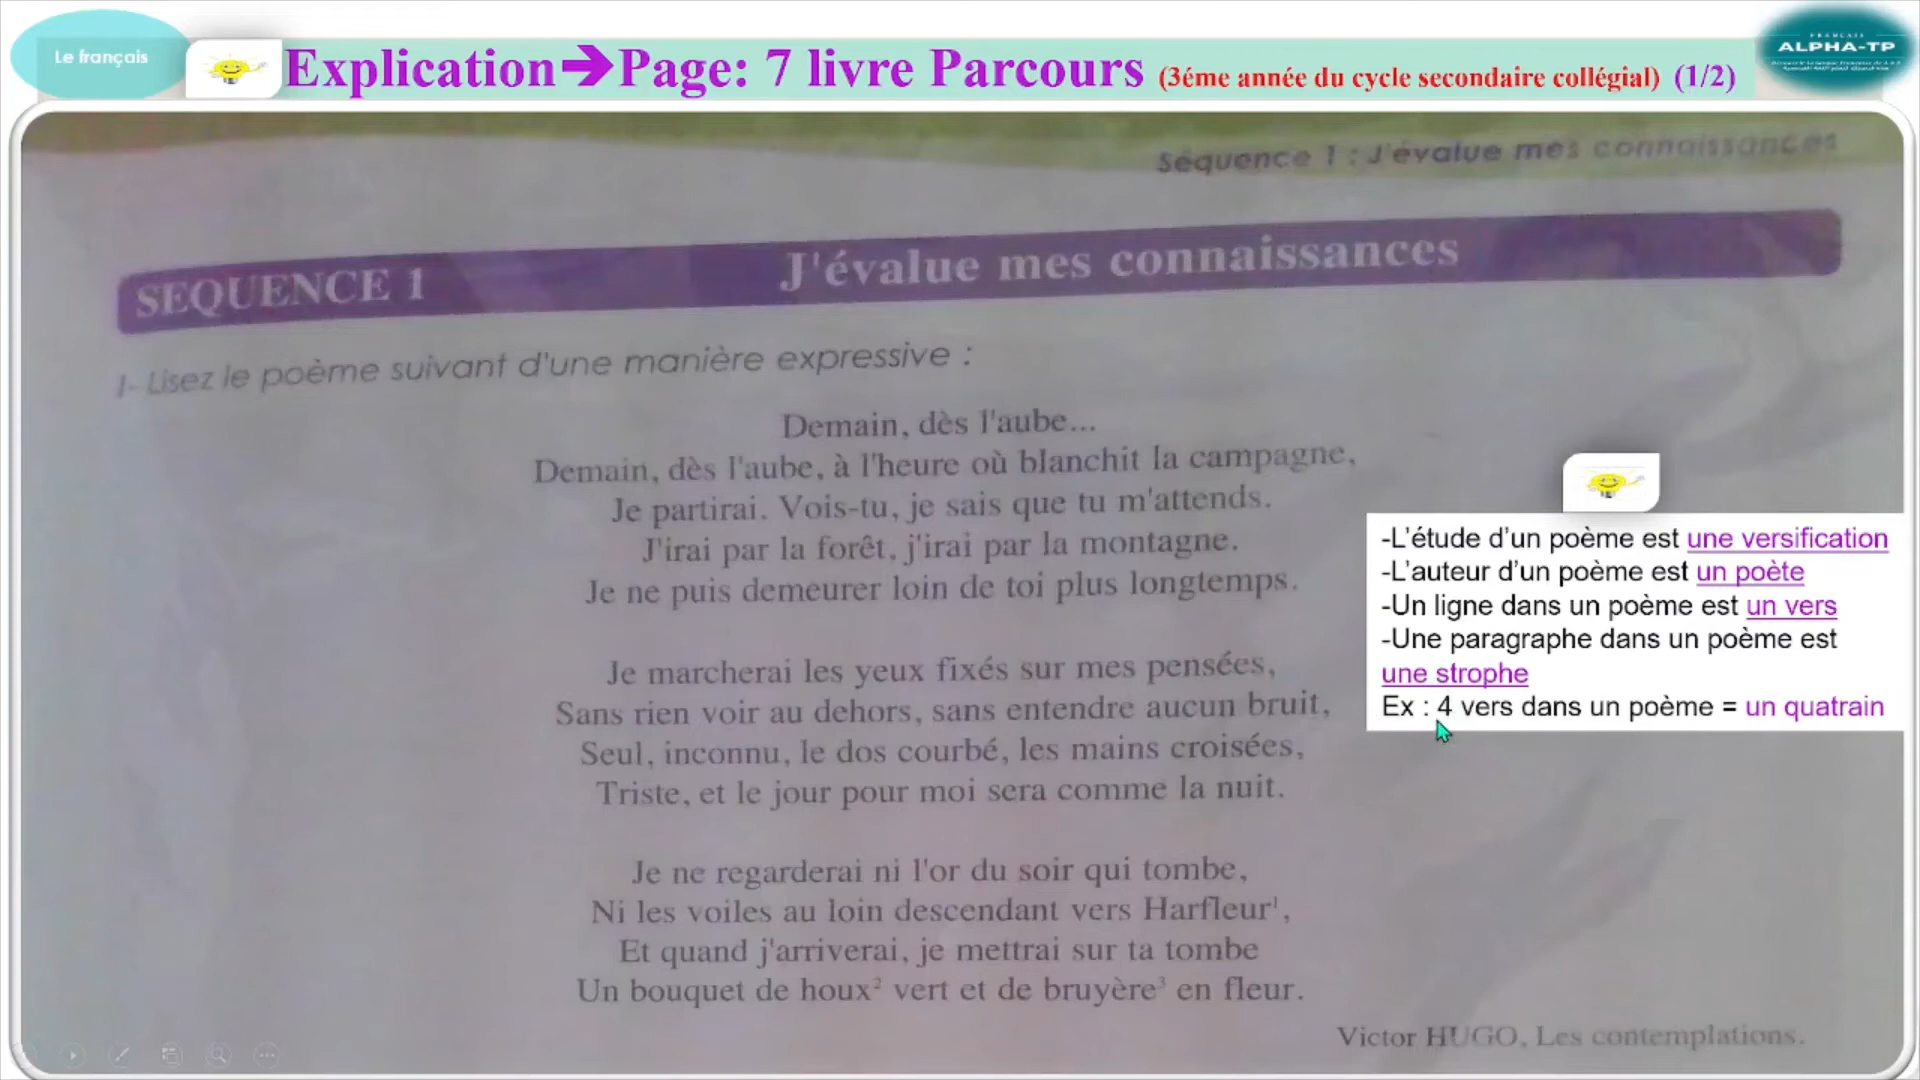 Le français
Explication➔Page: 7 livre Parcours (3éme année du cycle secondaire collégial) (1/2)
FRANÇAIS
ALPHA-TP
Séquence 1 : J'évalue mes connaissances
SEQUENCE 1 J'évalue mes connaissances
I- Lisez le poème suivant d'une manière expressive :
Demain, dès l'aube...
Demain, dès l'aube, à l'heure où blanchit la campagne,
Je partirai. Vois-tu, je sais que tu m'attends.
J'irai par la forêt, j'irai par la montagne.
Je ne puis demeurer loin de toi plus longtemps.
Je marcherai les yeux fixés sur mes pensées,
Sans rien voir au dehors, sans entendre aucun bruit,
Seul, inconnu, le dos courbé, les mains croisées,
Triste, et le jour pour moi sera comme la nuit.
Je ne regarderai ni l'or du soir qui tombe,
Ni les voiles au loin descendant vers Harfleur¹,
Et quand j'arriverai, je mettrai sur ta tombe
Un bouquet de houx² vert et de bruyère³ en fleur.
Victor HUGO, Les contemplations.
-L'étude d'un poème est une versification
-L'auteur d'un poème est un poète
-Un ligne dans un poème est un vers
-Une paragraphe dans un poème est
une strophe
Ex : 4 vers dans un poème = un quatrain